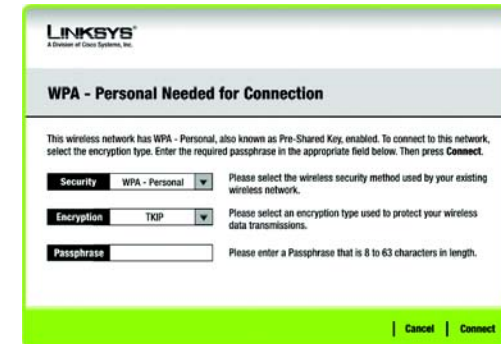 LINKSYS®
A Division of Cisco Systems, Inc.
WPA - Personal Needed for Connection
This wireless network has WPA - Personal, also known as Pre-Shared Key, enabled. To connect to this network,
select the encryption type. Enter the required passphrase in the appropriate field below. Then press Connect.
Security WPA - Personal Please select the wireless security method used by your existing
wireless network.
Encryption TKIP Please select an encryption type used to protect your wireless
data transmissions.
Passphrase Please enter a Passphrase that is 8 to 63 characters in length.
Cancel Connect